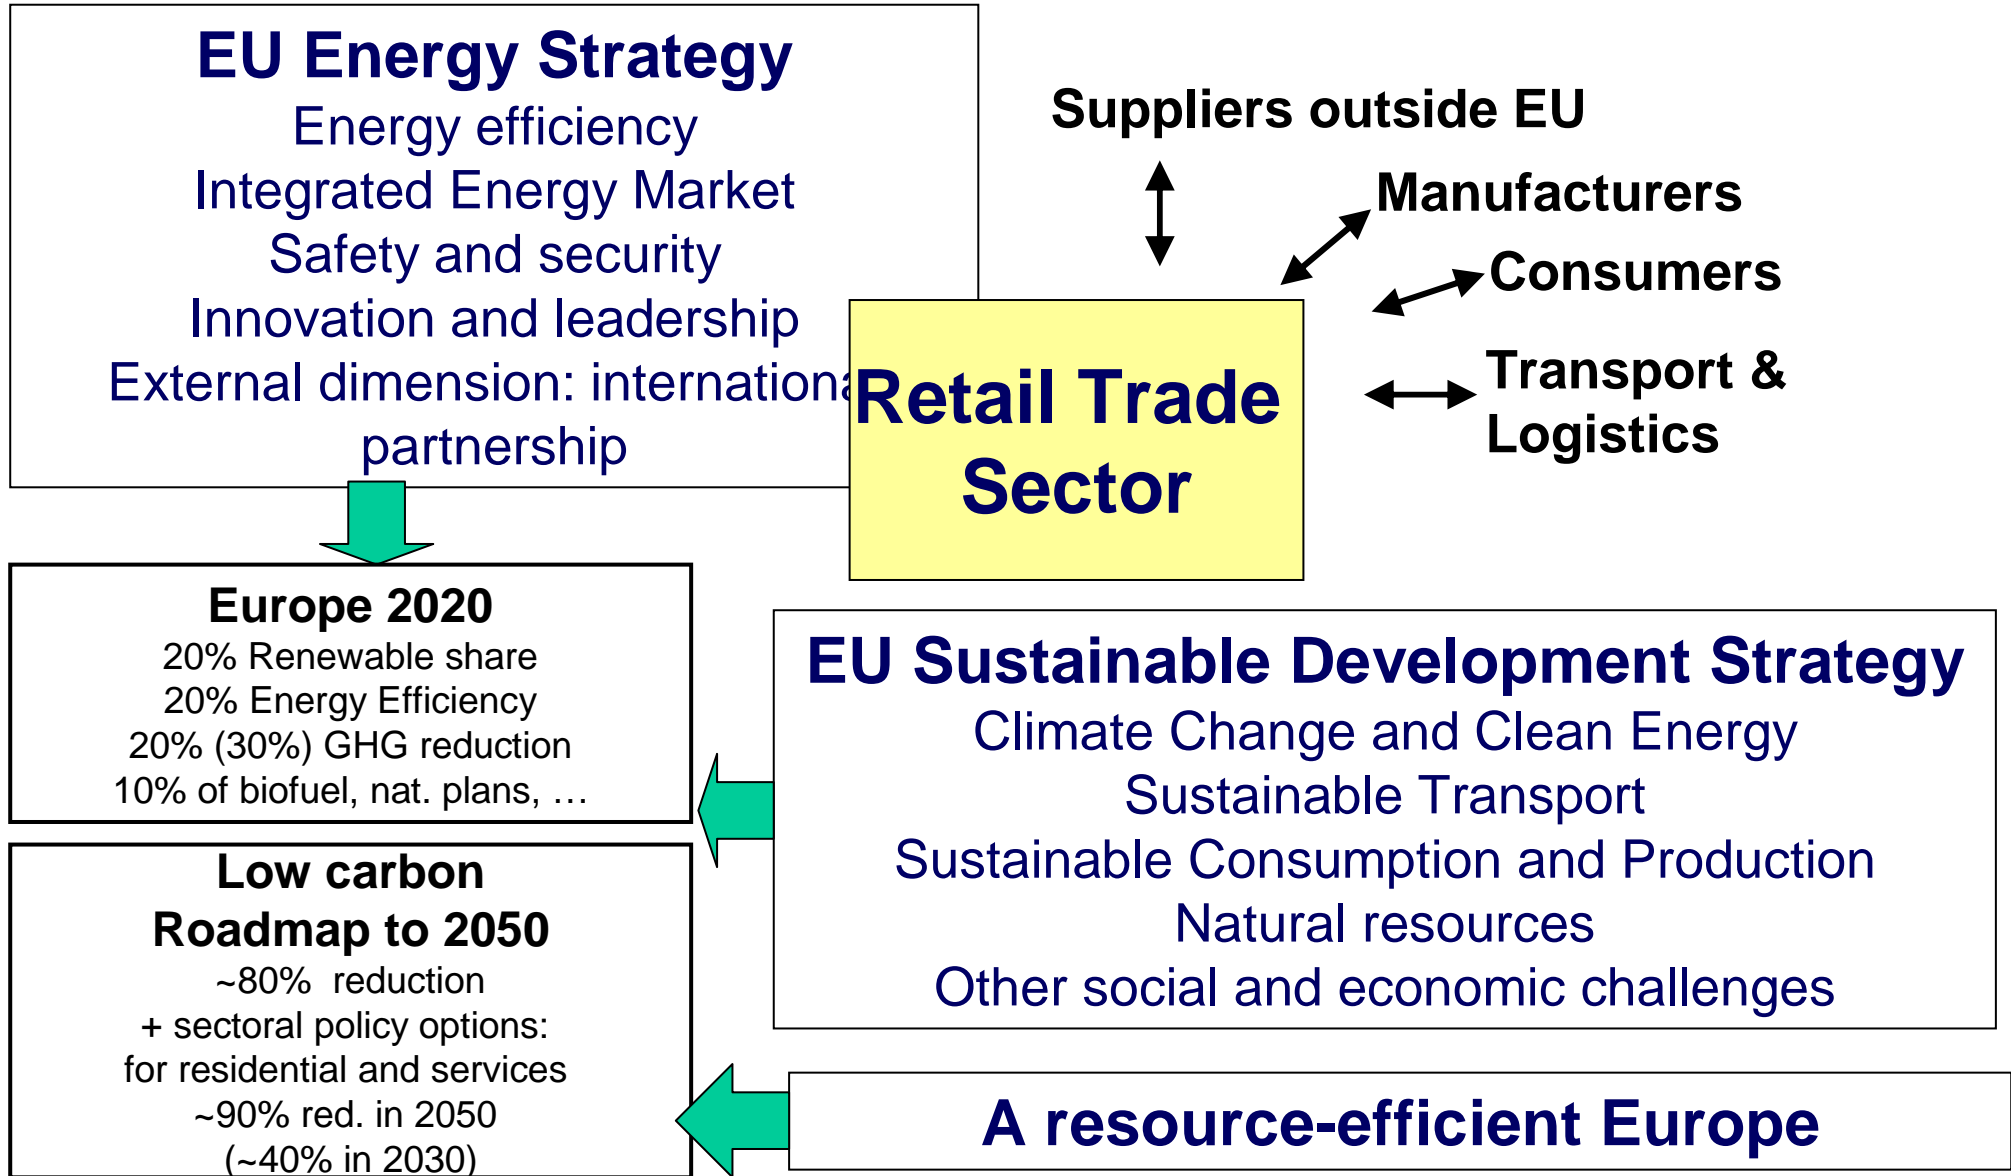 EU Energy Strategy
Energy efficiency
Integrated Energy Market
Safety and security
Innovation and leadership
External dimension: internationa
partnership
Suppliers outside EU
Manufacturers
Consumers
Transport &
Logistics
Retail Trade
Sector
Europe 2020
20% Renewable share
20% Energy Efficiency
20% (30%) GHG reduction
10% of biofuel, nat. plans, …
EU Sustainable Development Strategy
Climate Change and Clean Energy
Sustainable Transport
Sustainable Consumption and Production
Natural resources
Other social and economic challenges
Low carbon
Roadmap to 2050
~80% reduction
+ sectoral policy options:
for residential and services
~90% red. in 2050
(~40% in 2030)
A resource-efficient Europe